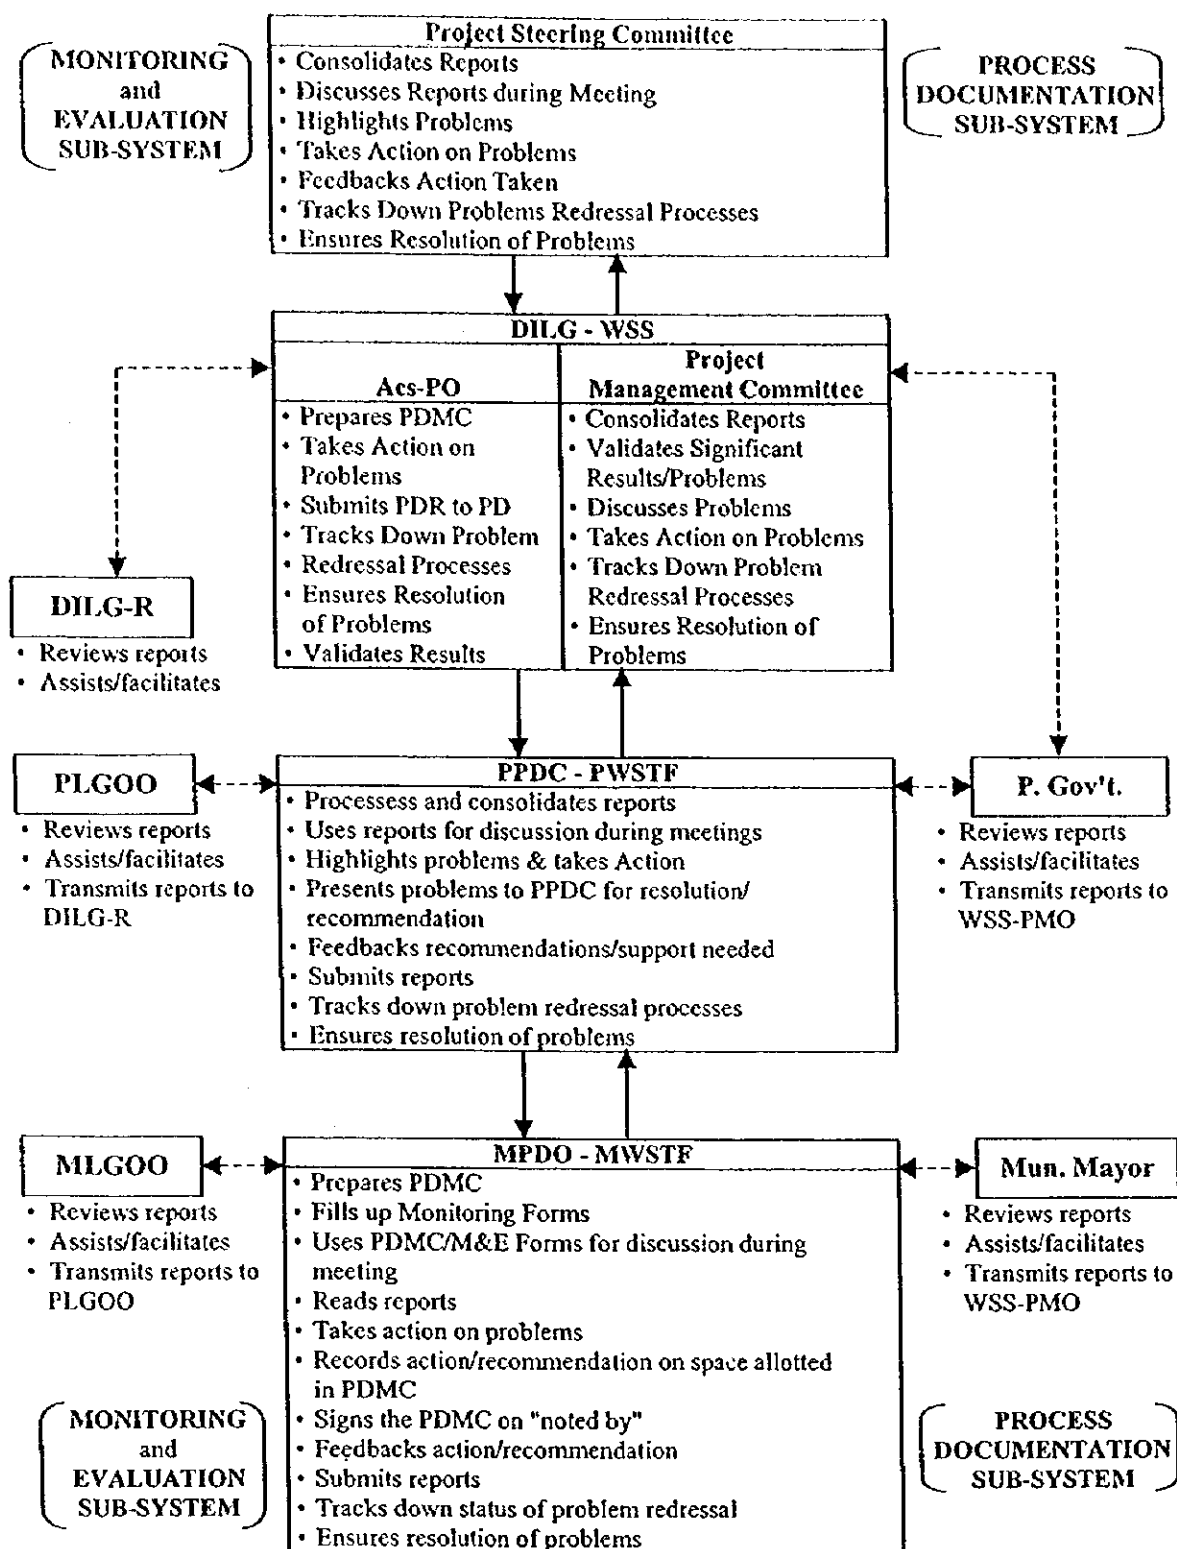 Project Steering Committee
MONITORING
and
EVALUATION
SUB-SYSTEM
• Consolidates Reports
• Discusses Reports during Meeting
• Highlights Problems
• Takes Action on Problems
• Feedbacks Action Taken
• Tracks Down Problems Redressal Processes
• Ensures Resolution of Problems
PROCESS
DOCUMENTATION
SUB-SYSTEM
DILG - WSS
Acs-PO
• Prepares PDMC
• Takes Action on
Problems
• Submits PDR to PD
• Tracks Down Problem
• Redressal Processes
• Ensures Resolution
of Problems
• Validates Results
Project
Management Committee
• Consolidates Reports
• Validates Significant
Results/Problems
• Discusses Problems
• Takes Action on Problems
• Tracks Down Problem
Redressal Processes
• Ensures Resolution of
Problems
DILG-R
• Reviews reports
• Assists/facilitates
PLGOO
• Reviews reports
• Assists/facilitates
• Transmits reports to
DILG-R
PPDC - PWSTF
• Processess and consolidates reports
• Uses reports for discussion during meetings
• Highlights problems & takes Action
• Presents problems to PPDC for resolution/
recommendation
• Feedbacks recommendations/support needed
• Submits reports
• Tracks down problem redressal processes
• Ensures resolution of problems
P. Gov't.
• Reviews reports
• Assists/facilitates
• Transmits reports to
WSS-PMO
MLGOO
• Reviews reports
• Assists/facilitates
• Transmits reports to
PLGOO
MPDO - MWSTF
• Prepares PDMC
• Fills up Monitoring Forms
• Uses PDMC/M&E Forms for discussion during
meeting
• Reads reports
• Takes action on problems
• Records action/recommendation on space allotted
in PDMC
• Signs the PDMC on "noted by"
• Feedbacks action/recommendation
• Submits reports
• Tracks down status of problem redressal
• Ensures resolution of problems
Mun. Mayor
• Reviews reports
• Assists/facilitates
• Transmits reports to
WSS-PMO
MONITORING
and
EVALUATION
SUB-SYSTEM
PROCESS
DOCUMENTATION
SUB-SYSTEM